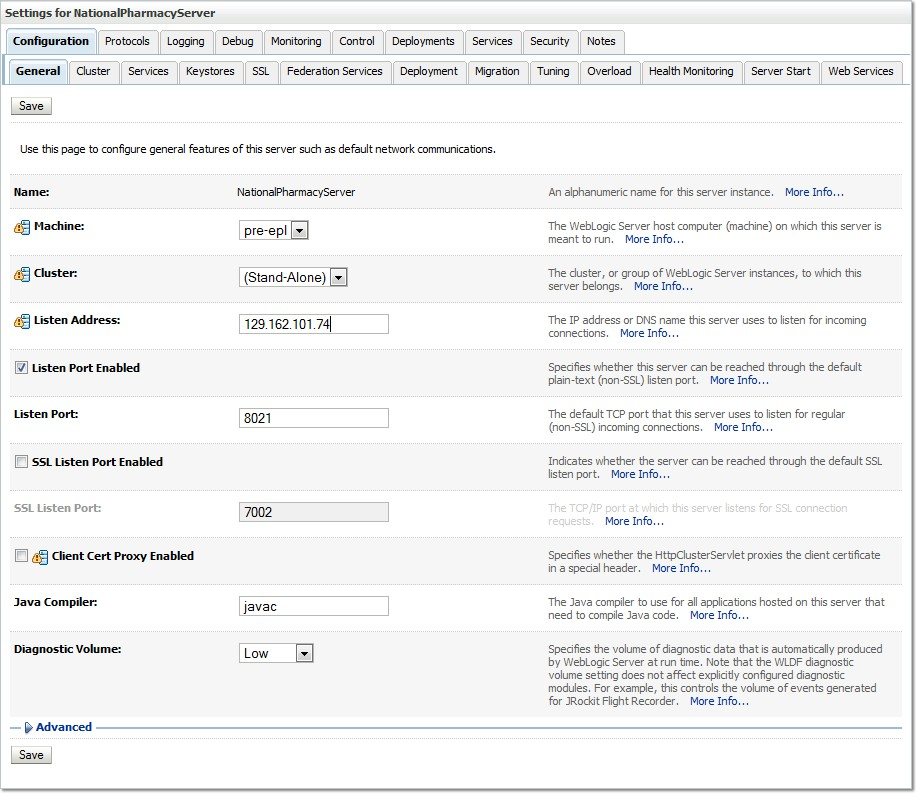 Settings for NationalPharmacyServer
Configuration Protocols Logging Debug Monitoring Control Deployments Services Security Notes
General Cluster Services Keystores SSL Federation Services Deployment Migration Tuning Overload Health Monitoring Server Start Web Services
Save
Use this page to configure general features of this server such as default network communications.
Name: NationalPharmacyServer An alphanumeric name for this server instance. More Info...
Machine: pre-epl The WebLogic Server host computer (machine) on which this server is
meant to run. More Info...
Cluster: (Stand-Alone) The cluster, or group of WebLogic Server instances, to which this
server belongs. More Info...
Listen Address: 129.162.101.74 The IP address or DNS name this server uses to listen for incoming
connections. More Info...
Listen Port Enabled Specifies whether this server can be reached through the default
plain-text (non-SSL) listen port. More Info...
Listen Port: 8021 The default TCP port that this server uses to listen for regular
(non-SSL) incoming connections. More Info...
SSL Listen Port Enabled Indicates whether the server can be reached through the default SSL
listen port. More Info...
SSL Listen Port: 7002 The TCP/IP port at which this server listens for SSL connection
requests. More Info...
Client Cert Proxy Enabled Specifies whether the HttpClusterServlet proxies the client certificate
in a special header. More Info...
Java Compiler: javac The Java compiler to use for all applications hosted on this server that
need to compile Java code. More Info...
Diagnostic Volume: Low Specifies the volume of diagnostic data that is automatically produced
by WebLogic Server at run time. Note that the WLDF diagnostic
volume setting does not affect explicitly configured diagnostic
modules. For example, this controls the volume of events generated
for JRockit Flight Recorder. More Info...
Advanced
Save